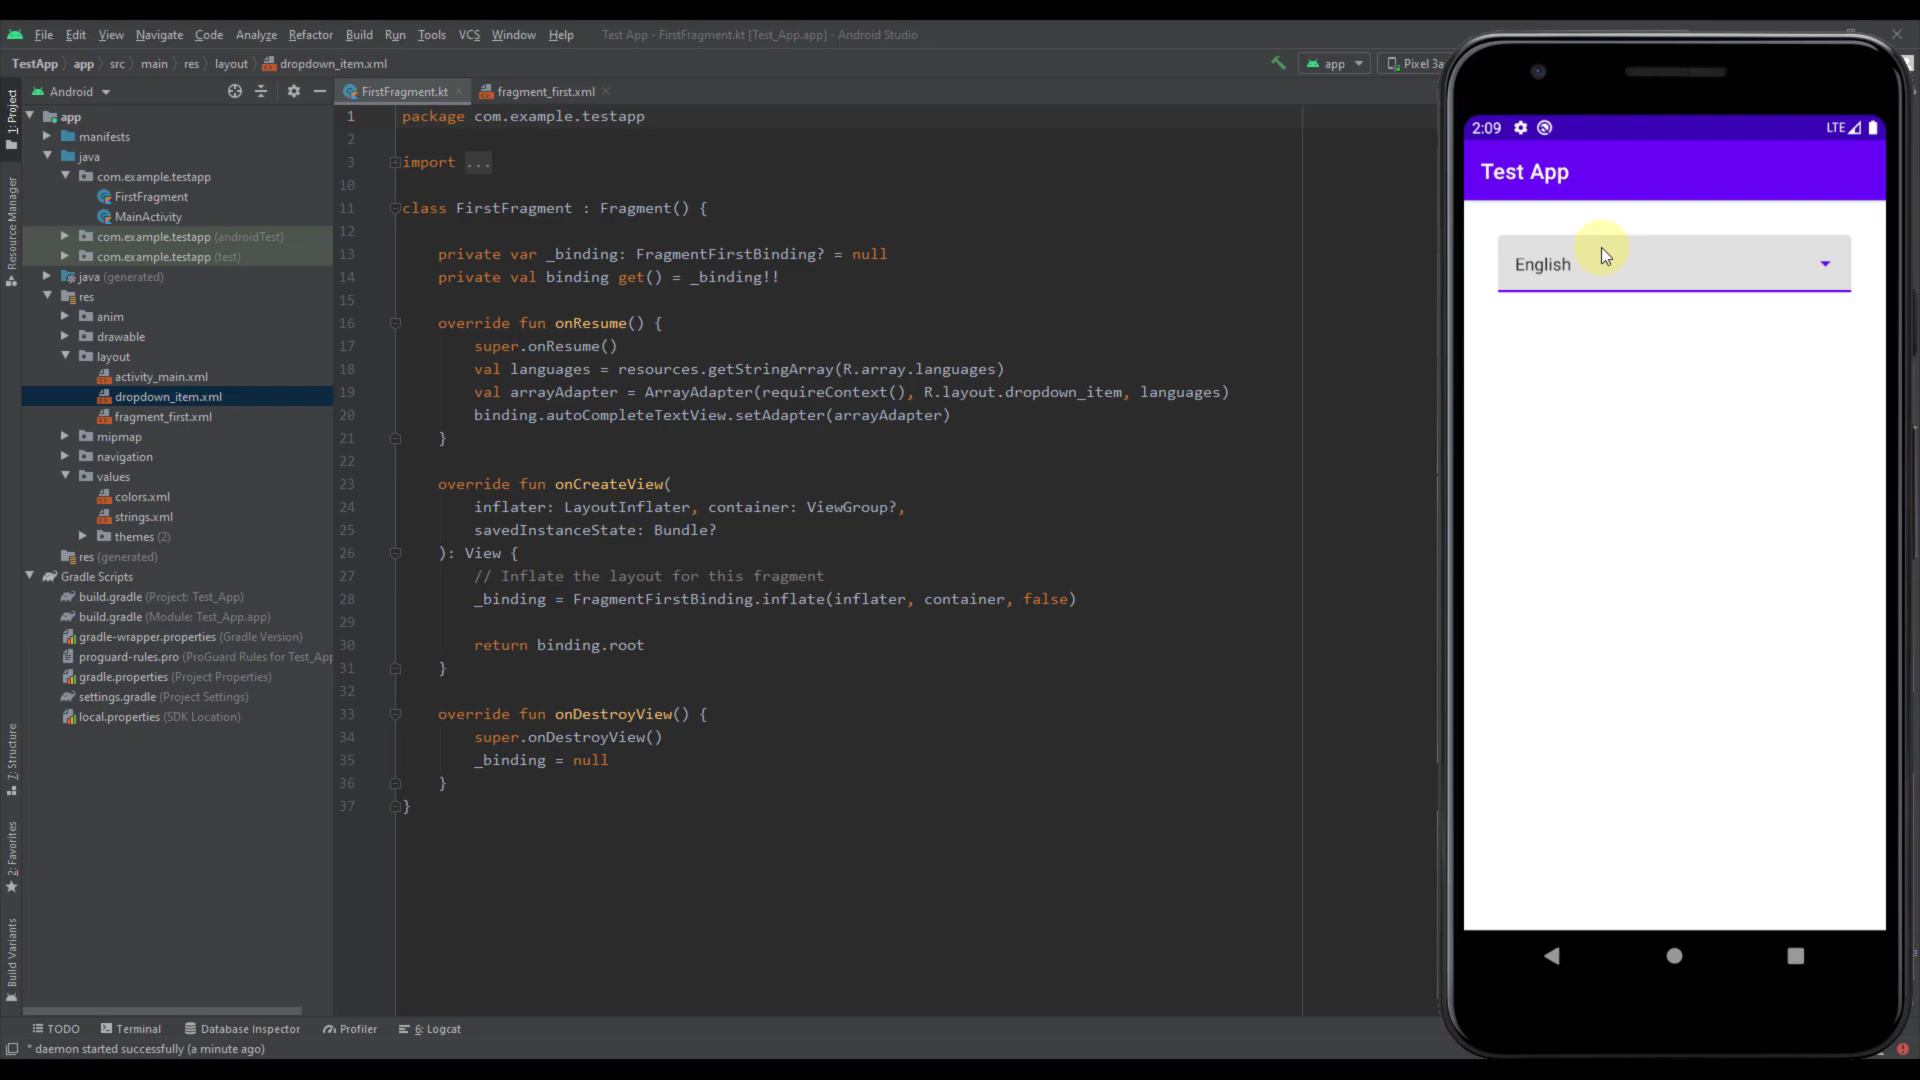 File Edit View Navigate Code Analyze Refactor Build Run Tools VCS Window Help Test App - FirstFragment.kt [Test_App.app] - Android Studio
TestApp app src main res layout dropdown_item.xml app Pixel 3a
Android FirstFragment.kt fragment_first.xml
1: Project
Resource Manager
7: Structure
2: Favorites
Build Variants
app
manifests
java
com.example.testapp
FirstFragment
MainActivity
com.example.testapp (androidTest)
com.example.testapp (test)
java (generated)
res
anim
drawable
layout
activity_main.xml
dropdown_item.xml
fragment_first.xml
mipmap
navigation
values
colors.xml
strings.xml
themes (2)
res (generated)
Gradle Scripts
build.gradle (Project: Test_App)
build.gradle (Module: Test_App.app)
gradle-wrapper.properties (Gradle Version)
proguard-rules.pro (ProGuard Rules for Test_App
gradle.properties (Project Properties)
settings.gradle (Project Settings)
local.properties (SDK Location)
1 package com.example.testapp
2
3 import ...
10
11 class FirstFragment : Fragment() {
12
13 private var _binding: FragmentFirstBinding? = null
14 private val binding get() = _binding!!
15
16 override fun onResume() {
17 super.onResume()
18 val languages = resources.getStringArray(R.array.languages)
19 val arrayAdapter = ArrayAdapter(requireContext(), R.layout.dropdown_item, languages)
20 binding.autoCompleteTextView.setAdapter(arrayAdapter)
21 }
22
23 override fun onCreateView(
24 inflater: LayoutInflater, container: ViewGroup?,
25 savedInstanceState: Bundle?
26 ): View {
27 // Inflate the layout for this fragment
28 _binding = FragmentFirstBinding.inflate(inflater, container, false)
29
30 return binding.root
31 }
32
33 override fun onDestroyView() {
34 super.onDestroyView()
35 _binding = null
36 }
37 }
2:09 LTE
Test App
English
TODO Terminal Database Inspector Profiler 6: Logcat
* daemon started successfully (a minute ago)